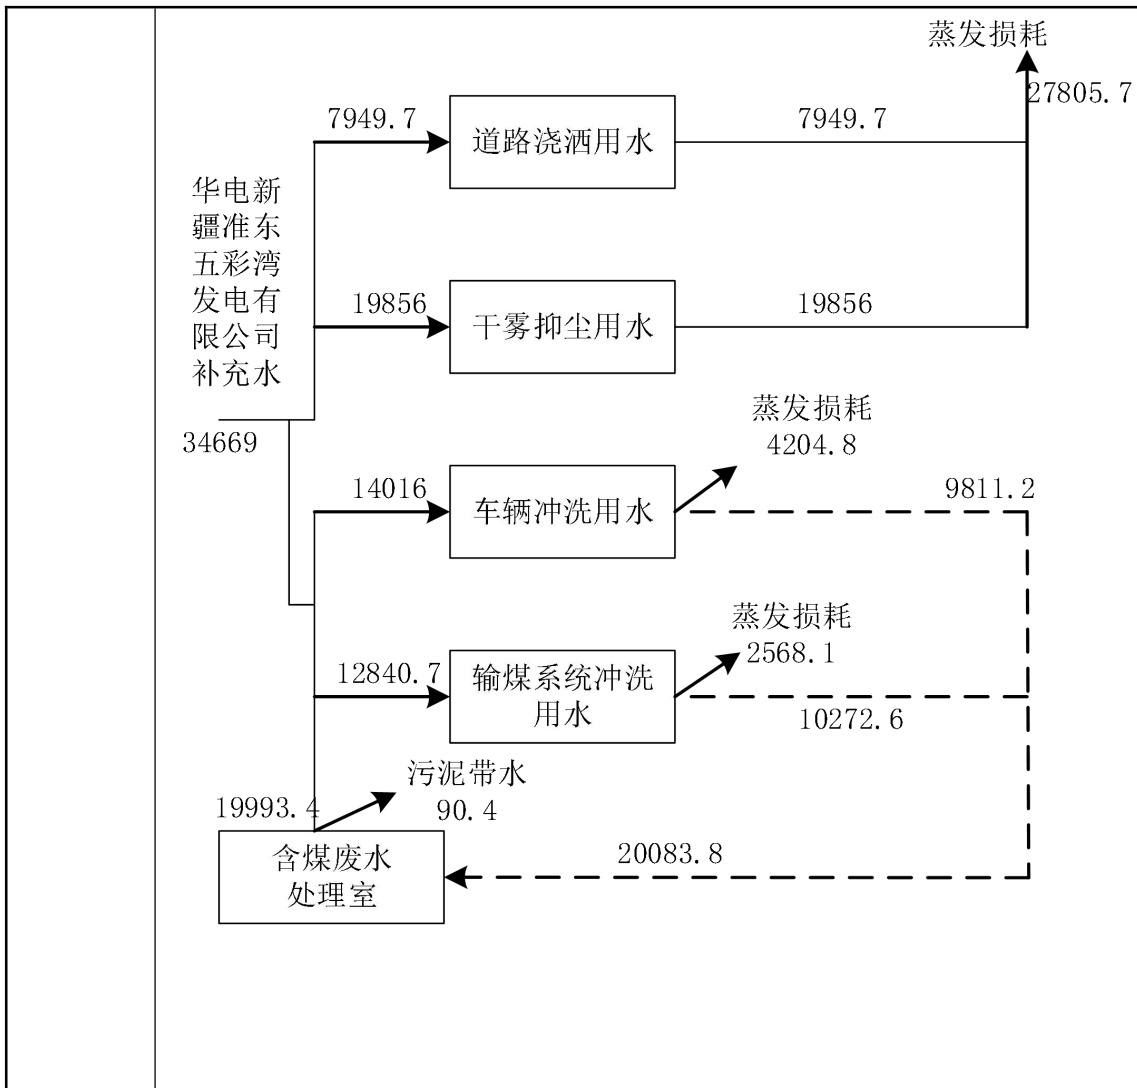 蒸发损耗
27805.7
7949.7
道路浇洒用水
7949.7
华电新
疆准东
五彩湾
发电有
限公司
补充水
19856
干雾抑尘用水
19856
34669
蒸发损耗
4204.8
14016
车辆冲洗用水
9811.2
蒸发损耗
2568.1
12840.7
输煤系统冲洗
用水
10272.6
污泥带水
90.4
19993.4
含煤废水
处理室
20083.8